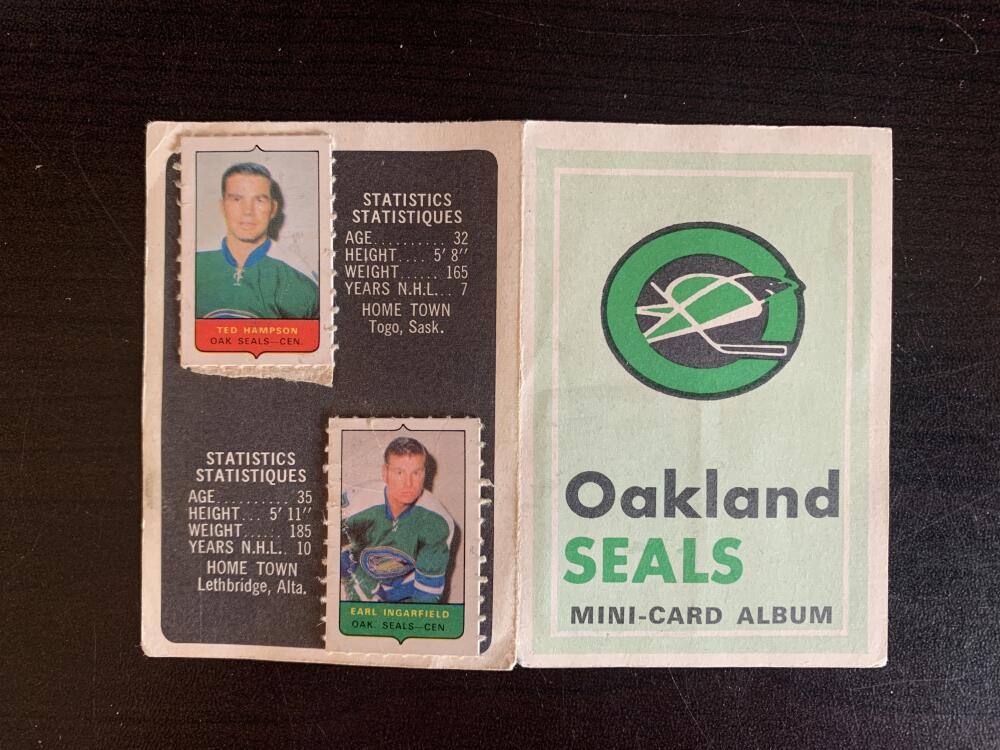 TED HAMPSON
OAK SEALS—CEN.
STATISTICS
STATISTIQUES
AGE.......... 32
HEIGHT.... 5' 8"
WEIGHT...... 165
YEARS N.H.L... 7
HOME TOWN
Togo, Sask.
STATISTICS
STATISTIQUES
AGE.......... 35
HEIGHT... 5' 11"
WEIGHT...... 185
YEARS N.H.L.. 10
HOME TOWN
Lethbridge, Alta.
EARL INGARFIELD
OAK. SEALS—CEN.
Oakland
SEALS
MINI-CARD ALBUM